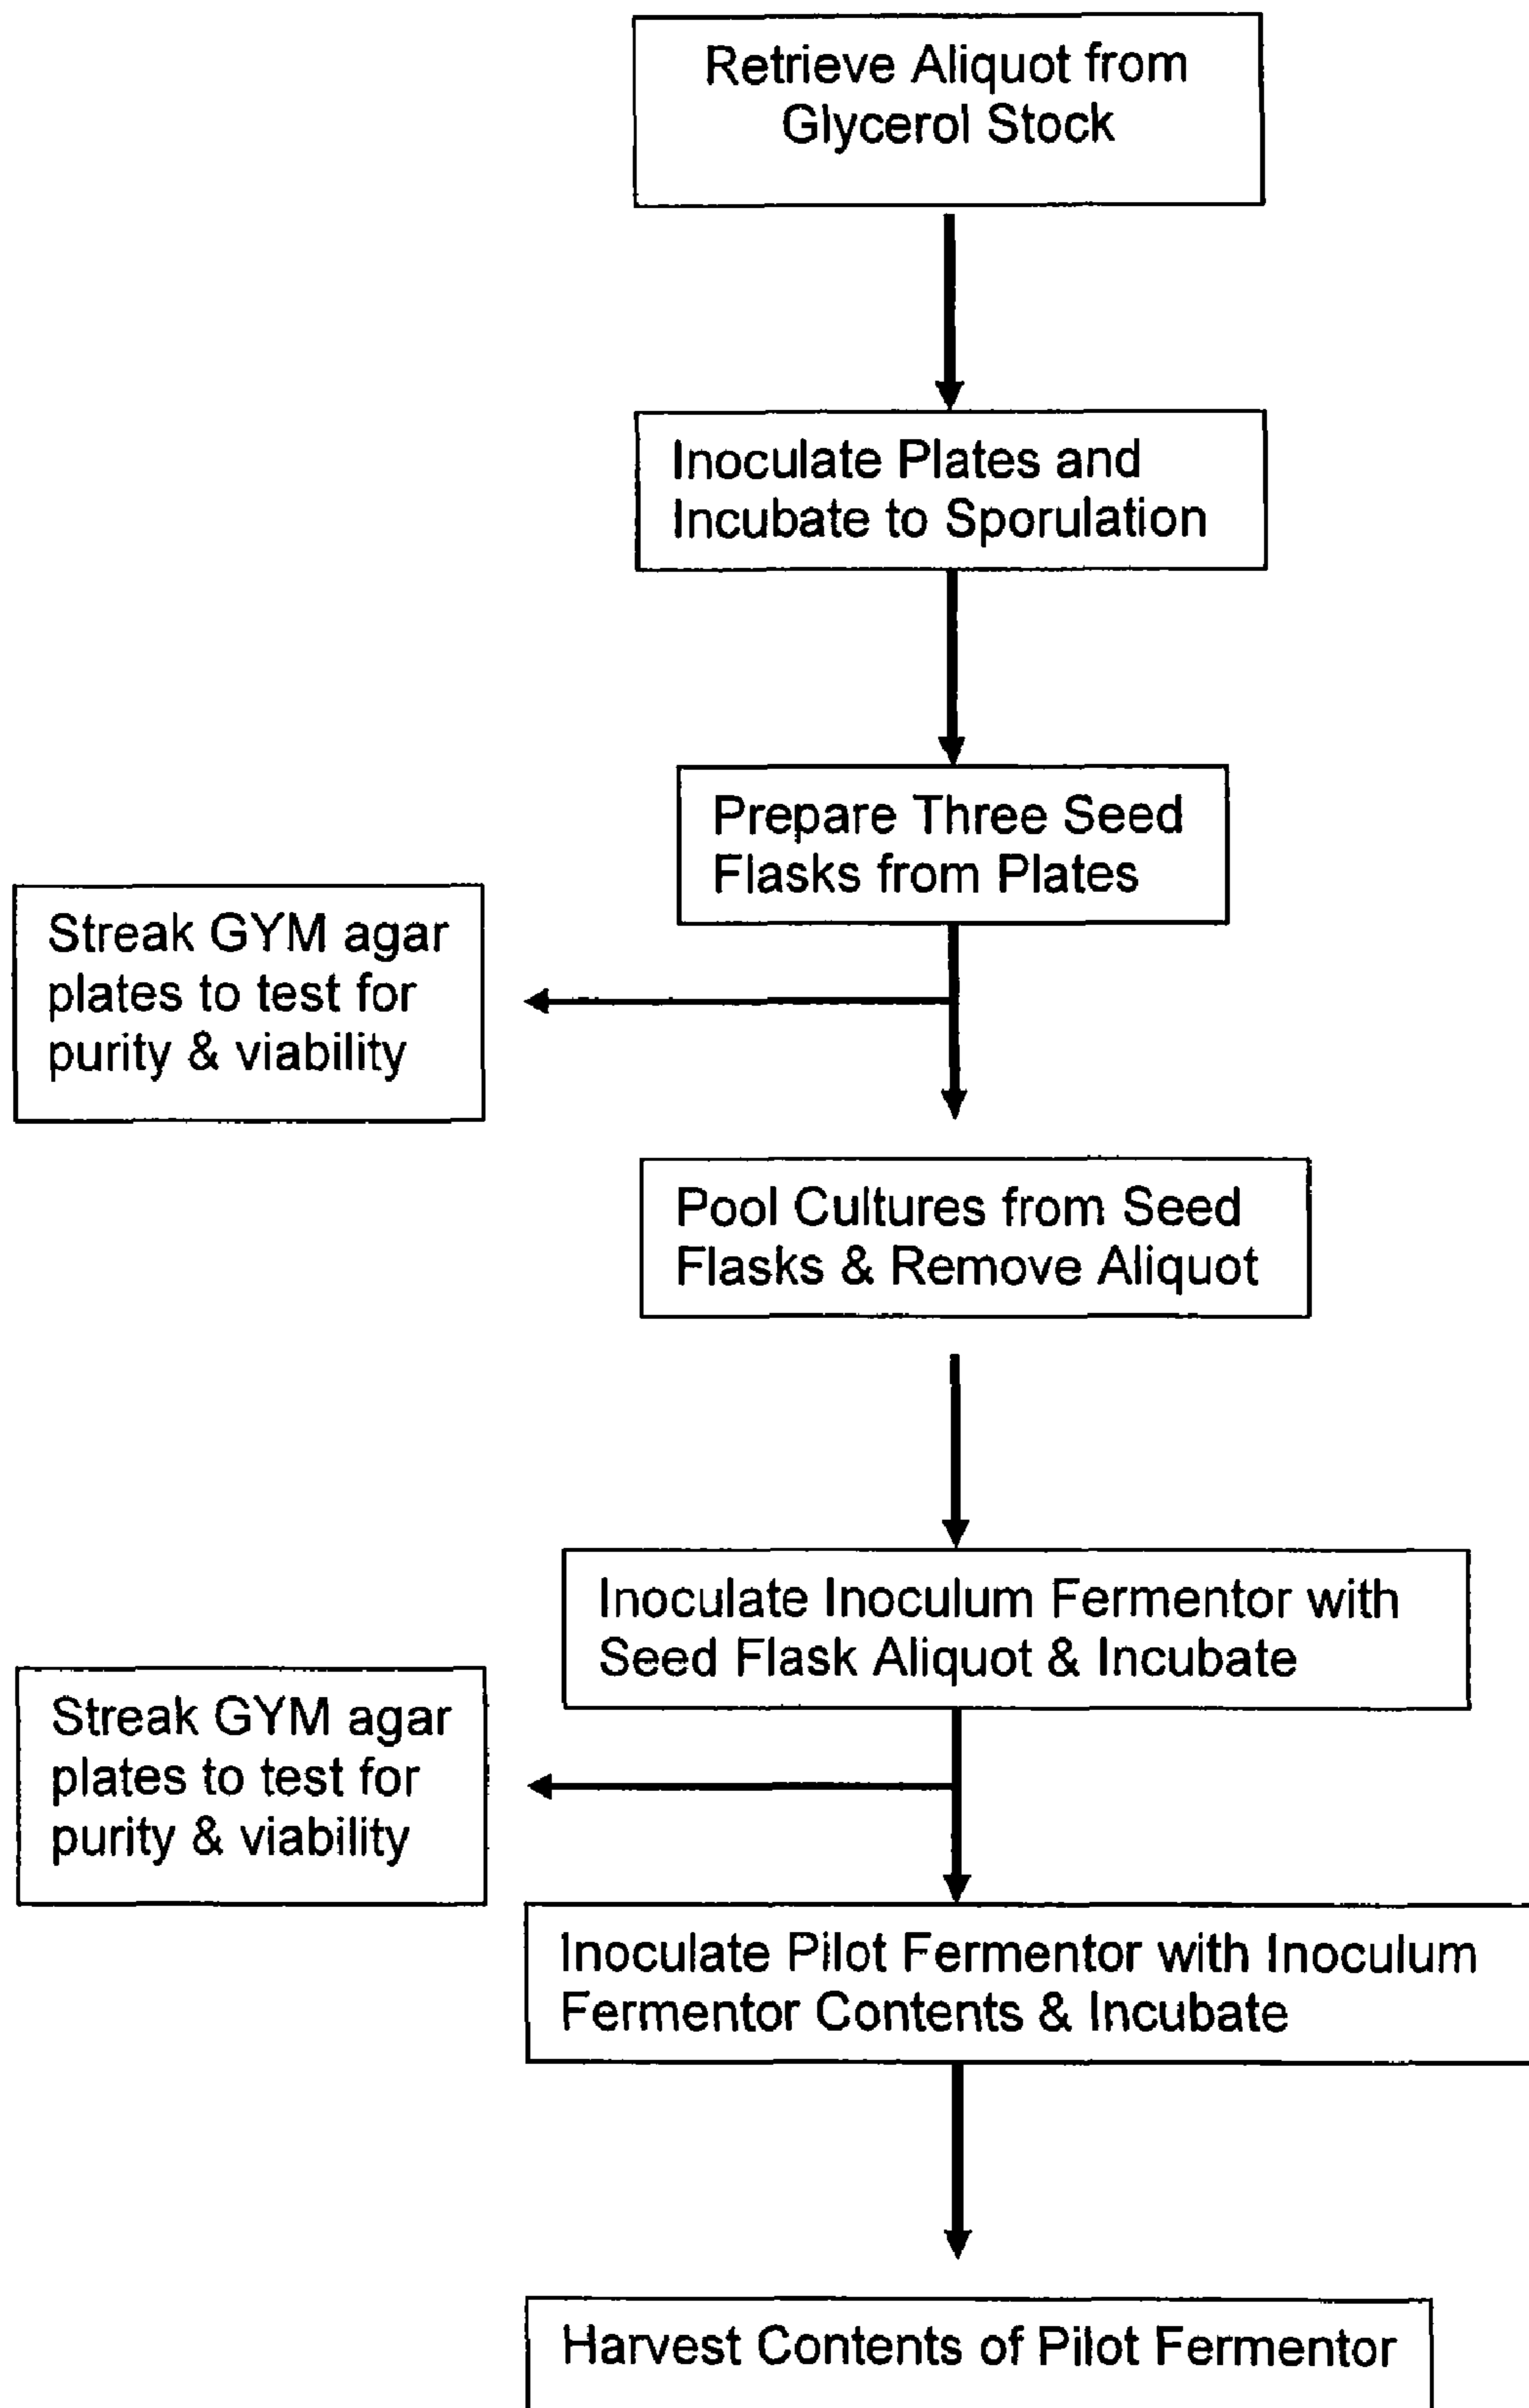 Retrieve Aliquot from
Glycerol Stock
Inoculate Plates and
Incubate to Sporulation
Prepare Three Seed
Flasks from Plates
Streak GYM agar
plates to test for
purity & viability
Pool Cultures from Seed
Flasks & Remove Aliquot
Inoculate Inoculum Fermentor with
Seed Flask Aliquot & Incubate
Streak GYM agar
plates to test for
purity & viability
Inoculate Pilot Fermentor with Inoculum
Fermentor Contents & Incubate
Harvest Contents of Pilot Fermentor